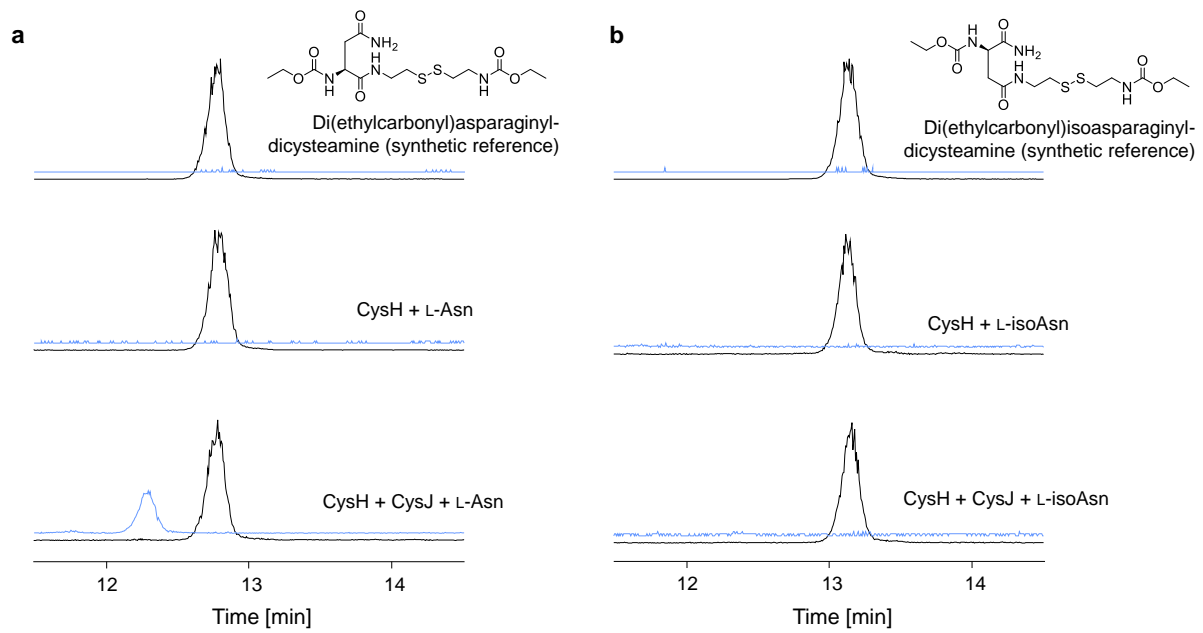 a
O
NH2
O
H
N
S
S
H
N
O
O
N
H
O
O
Di(ethylcarbonyl)asparaginyl-
dicysteamine (synthetic reference)
CysH + L-Asn
CysH + CysJ + L-Asn
12
13
14
Time [min]
b
O
H
N
O
O
NH2
H
N
O
S
S
N
H
O
O
Di(ethylcarbonyl)isoasparaginyl-
dicysteamine (synthetic reference)
CysH + L-isoAsn
CysH + CysJ + L-isoAsn
12
13
14
Time [min]